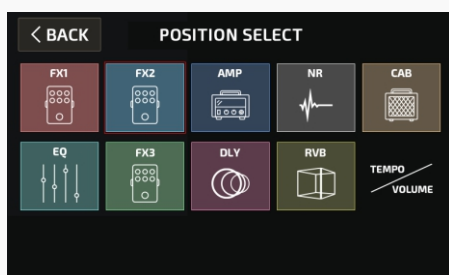 BACK
POSITION SELECT
FX1
FX2
AMP
NR
CAB
EQ
FX3
DLY
RVB
TEMPO
VOLUME